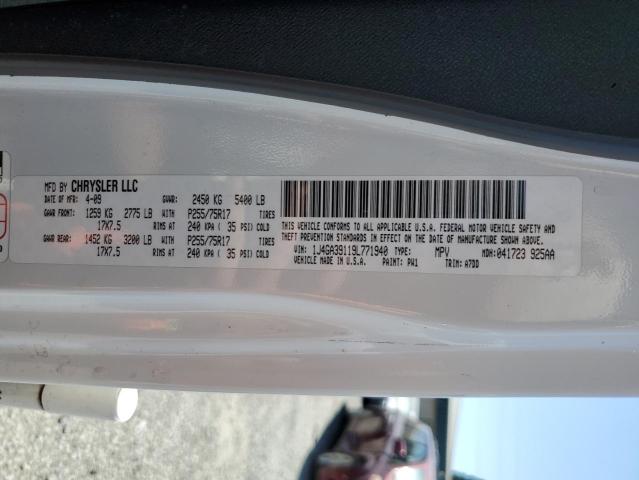 MFD BY CHRYSLER LLC
DATE OF MFR: 4-09 GVWR: 2450 KG 5400 LB
GAWR FRONT: 1259 KG 2775 LB WITH P255/75R17 TIRES
17X7.5 RIMS AT 240 KPA ( 35 PSI) COLD
GAWR REAR: 1452 KG 3200 LB WITH P255/75R17 TIRES
17X7.5 RIMS AT 240 KPA ( 35 PSI) COLD
THIS VEHICLE CONFORMS TO ALL APPLICABLE U.S.A. FEDERAL MOTOR VEHICLE SAFETY AND
THEFT PREVENTION STANDARDS IN EFFECT ON THE DATE OF MANUFACTURE SHOWN ABOVE.
VIN: 1J4GA39119L771940 TYPE: MPV MDH: 041723 925AA
VEHICLE MADE IN U.S.A. PAINT: PW1 TRIM: A7DD